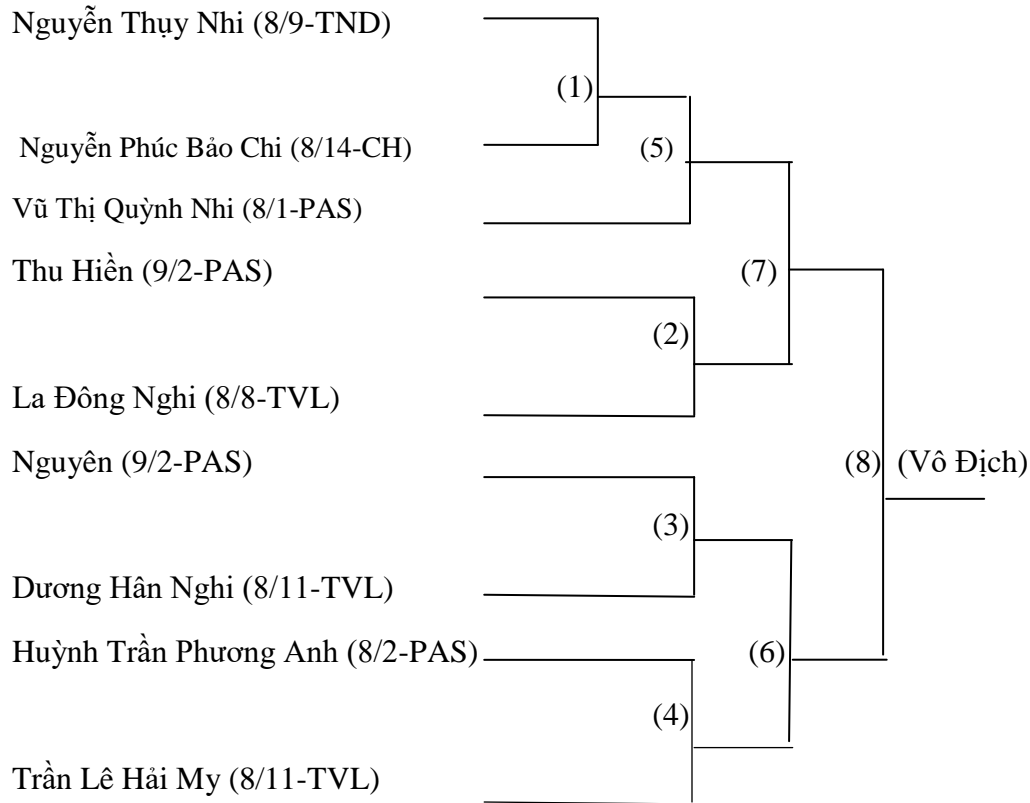 Nguyễn Thụy Nhi (8/9-TND)
(1)
Nguyễn Phúc Bảo Chi (8/14-CH)
(5)
Vũ Thị Quỳnh Nhi (8/1-PAS)
Thu Hiền (9/2-PAS)
(7)
(2)
La Đông Nghi (8/8-TVL)
Nguyên (9/2-PAS)
(8) (Vô Địch)
(3)
Dương Hân Nghi (8/11-TVL)
Huỳnh Trần Phương Anh (8/2-PAS)
(6)
(4)
Trần Lê Hải My (8/11-TVL)